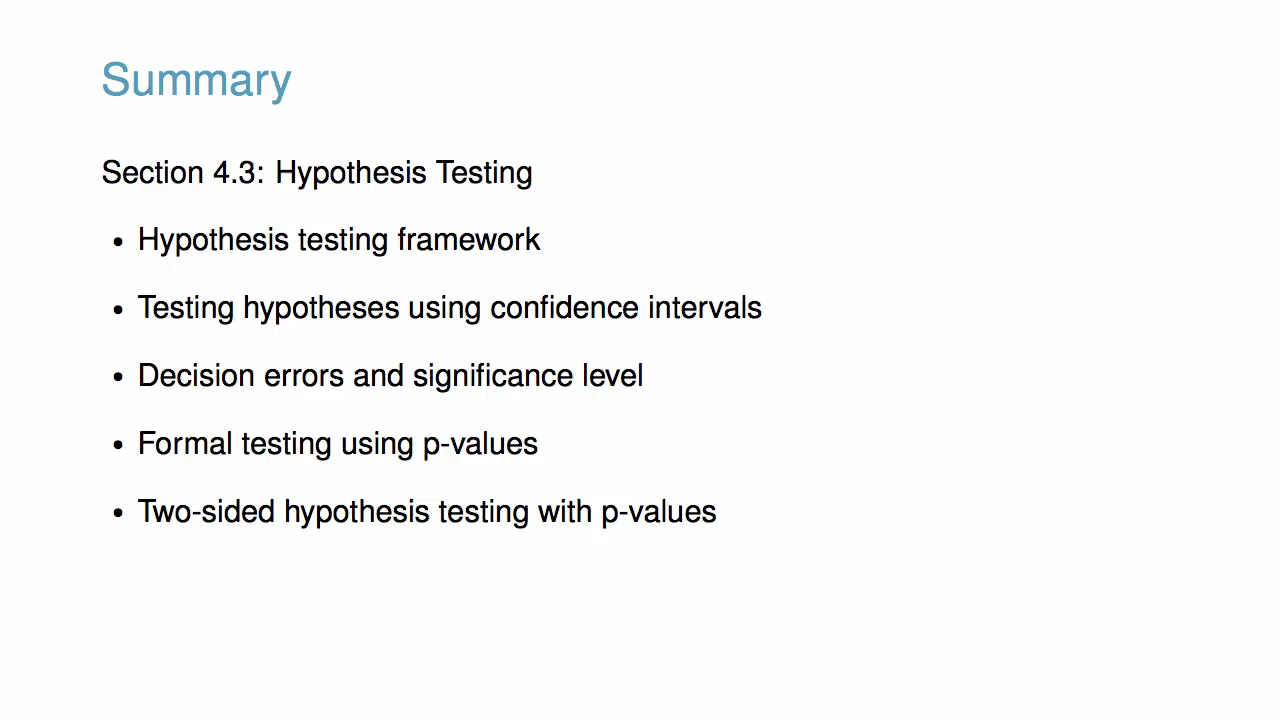 Summary
Section 4.3: Hypothesis Testing
• Hypothesis testing framework
• Testing hypotheses using confidence intervals
• Decision errors and significance level
• Formal testing using p-values
• Two-sided hypothesis testing with p-values